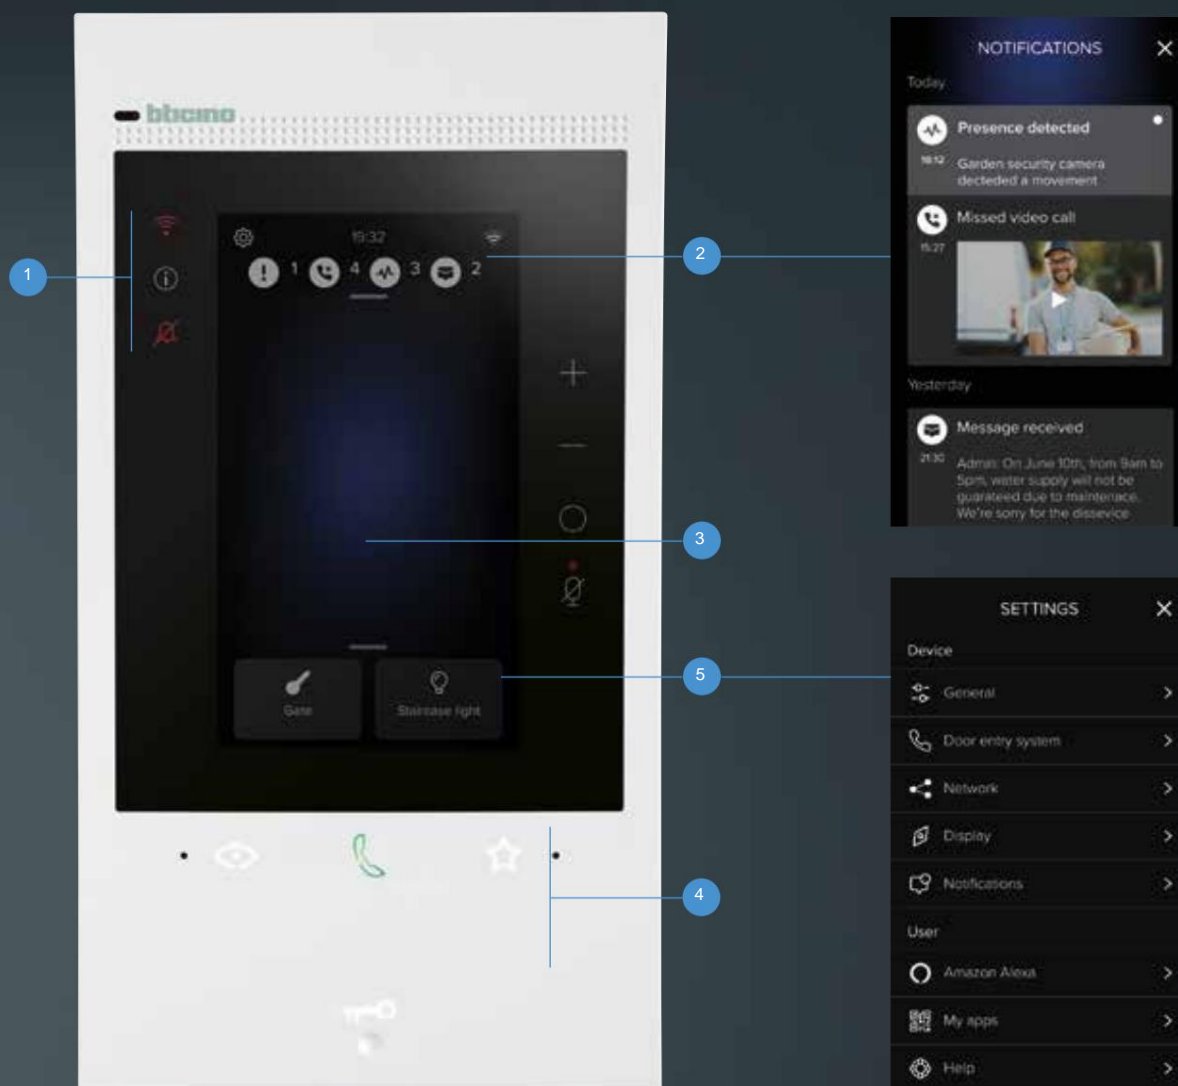 bticino
19:32
1
4
3
2
Gate
Staircase light
1
2
3
5
4
NOTIFICATIONS
Today
Presence detected
18:12
Garden security camera
decteded a movement
Missed video call
15:27
Yesterday
Message received
21:30
Admin: On June 10th, from 9am to
5pm, water supply will not be
guarateed due to maintenace.
We're sorry for the dissevice
SETTINGS
Device
General
Door entry system
Network
Display
Notifications
User
Amazon Alexa
My apps
Help